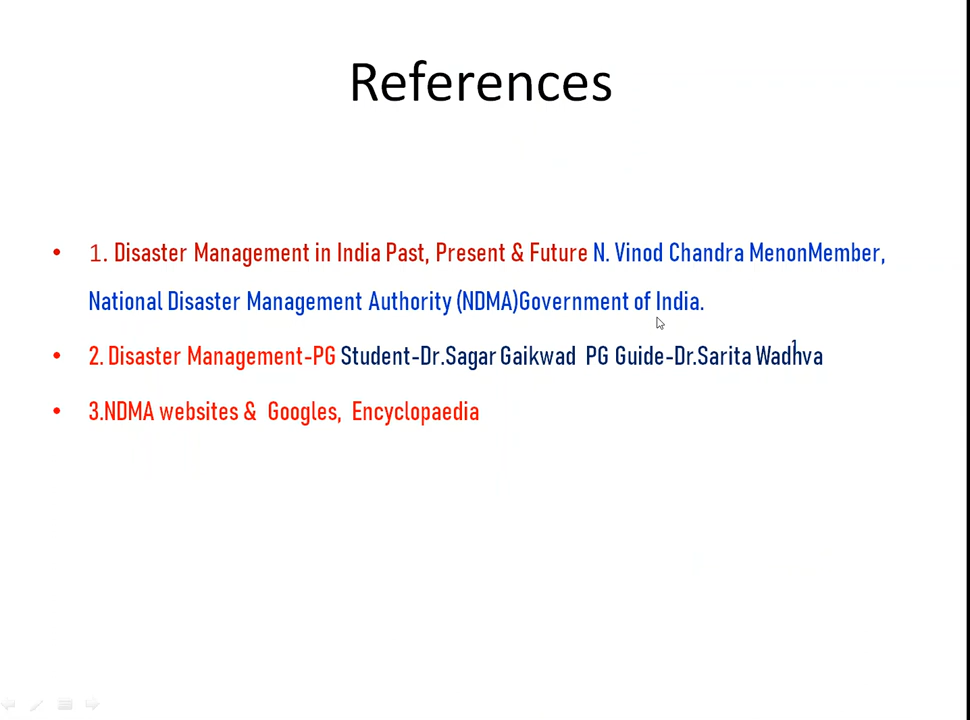 References
• 1. Disaster Management in India Past, Present & Future N. Vinod Chandra MenonMember,
National Disaster Management Authority (NDMA)Government of India.
• 2. Disaster Management-PG Student-Dr.Sagar Gaikwad PG Guide-Dr.Sarita Wadhva
• 3.NDMA websites & Googles, Encyclopaedia